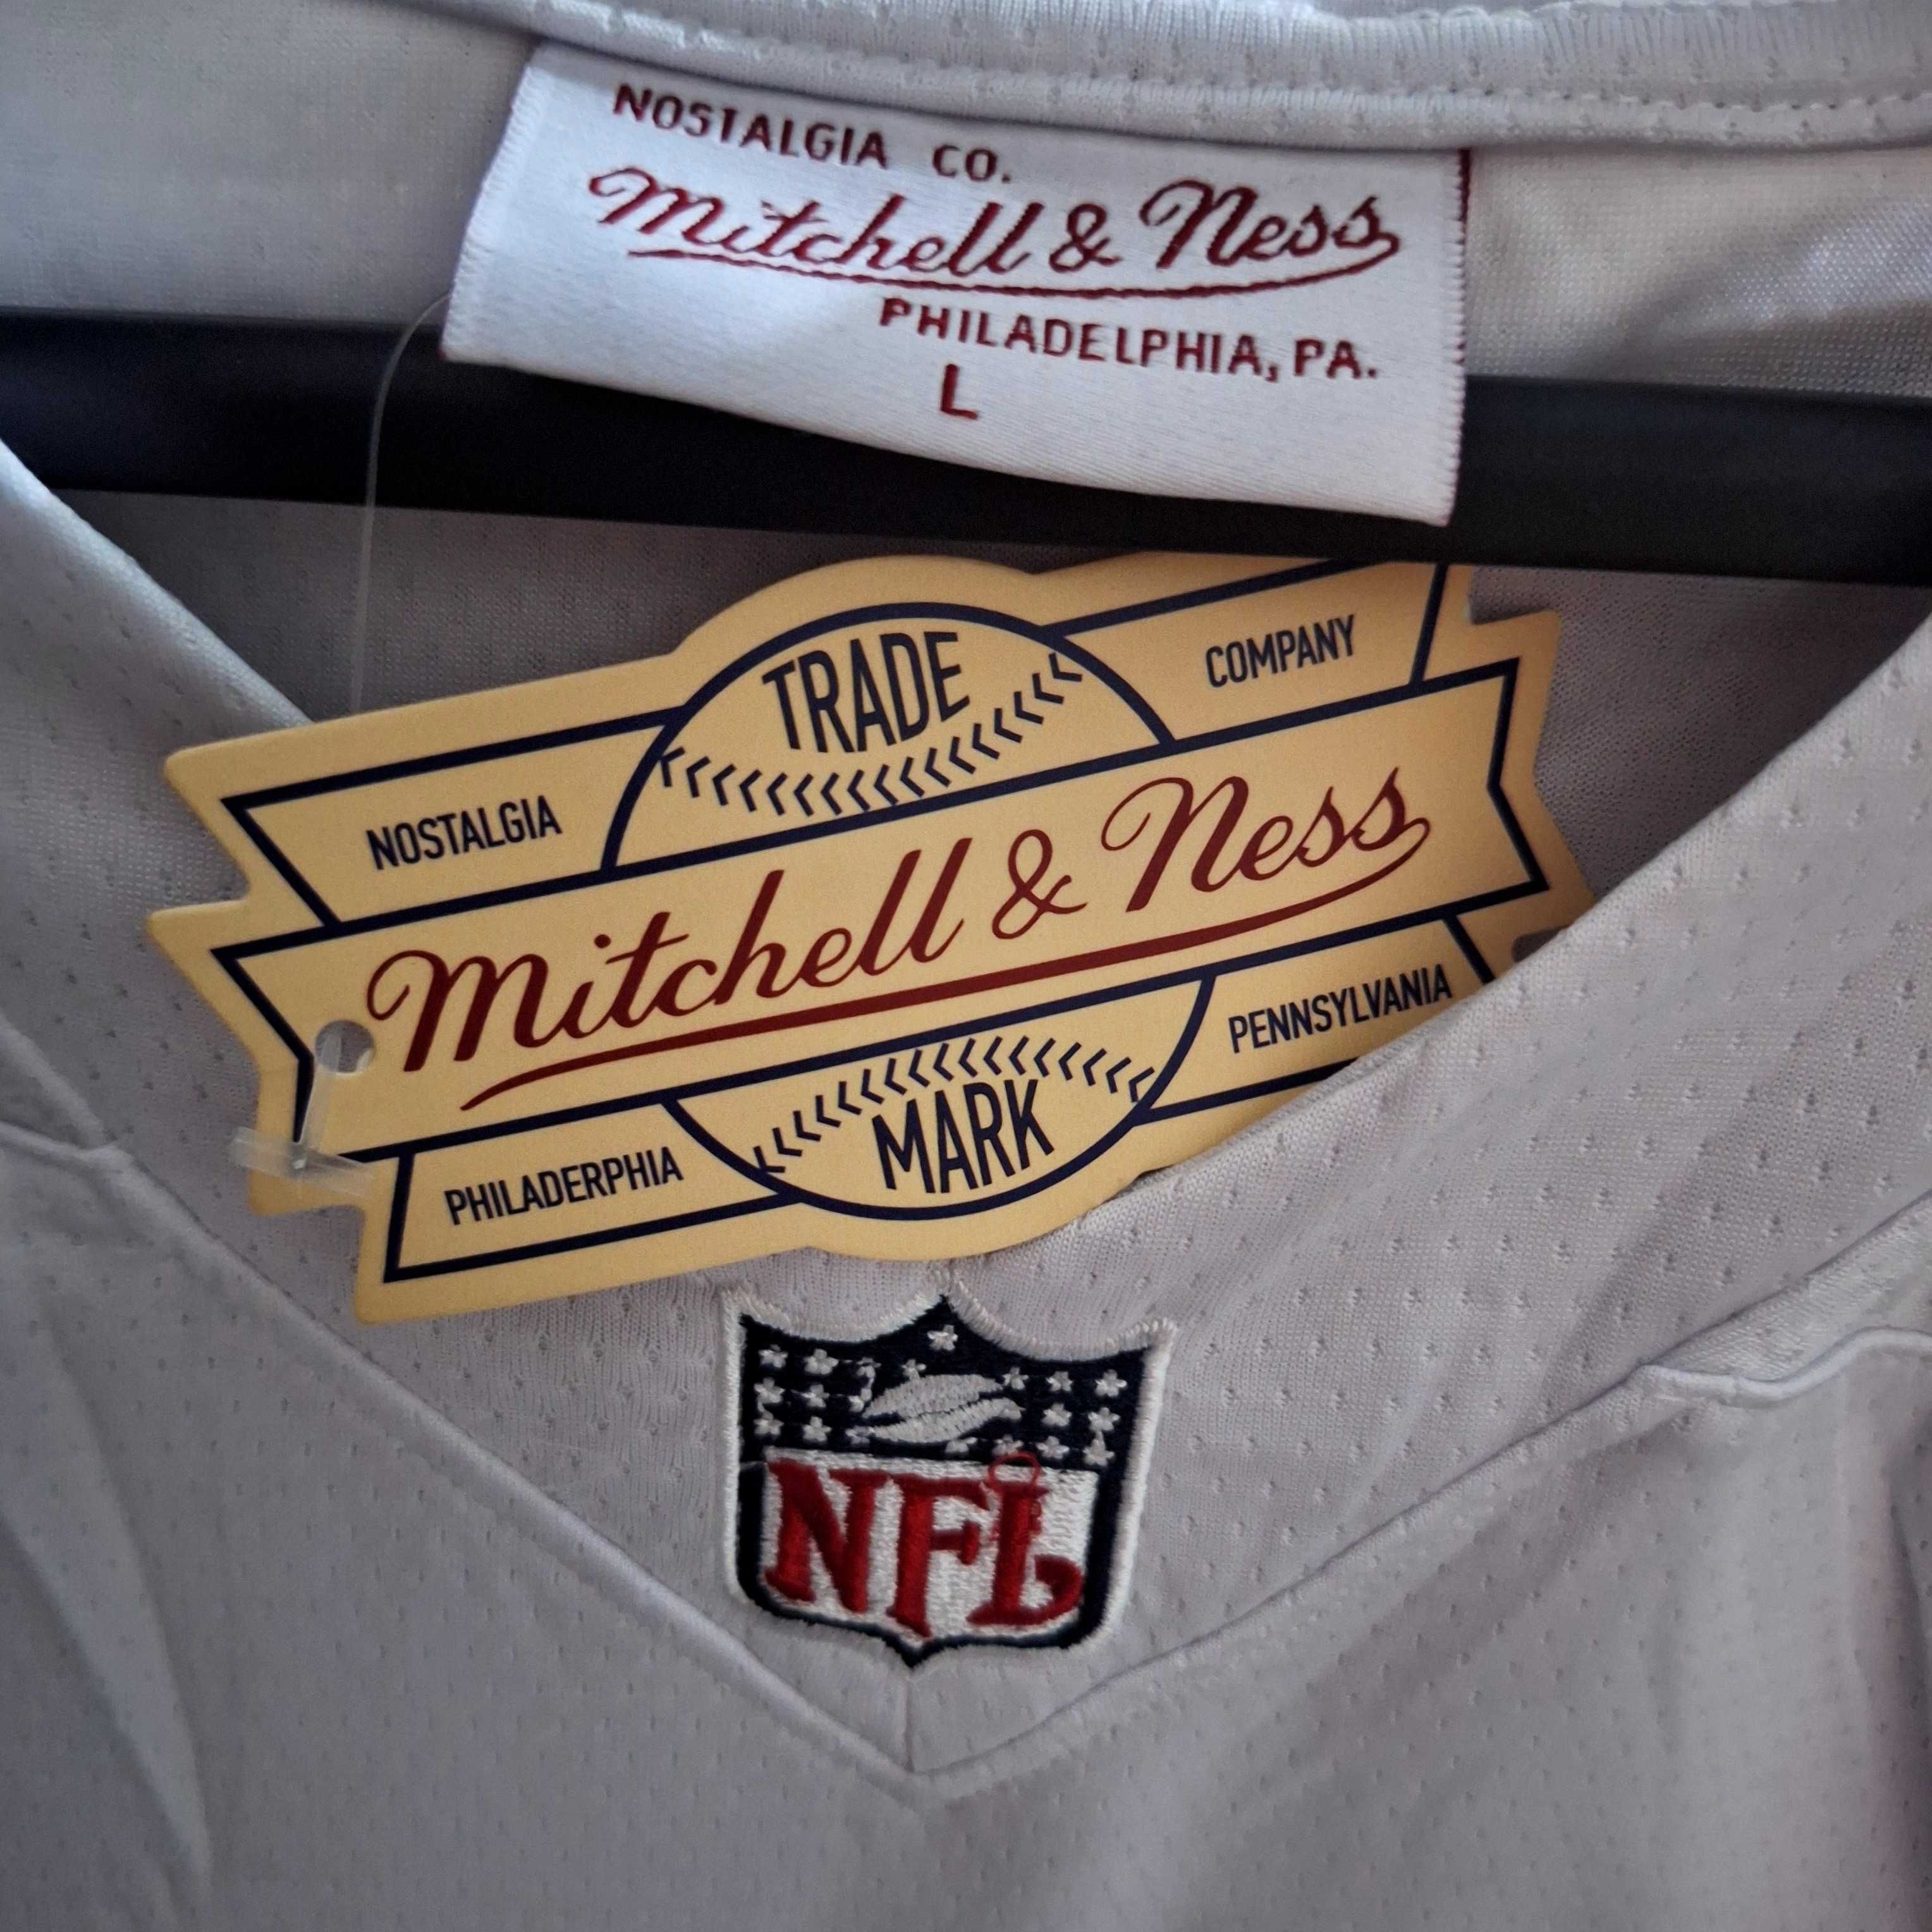 NOSTALGIA CO.
Mitchell & Ness
PHILADELPHIA, PA.
L
TRADE
NOSTALGIA COMPANY
Mitchell & Ness
PHILADERPHIA PENNSYLVANIA
MARK
NFL